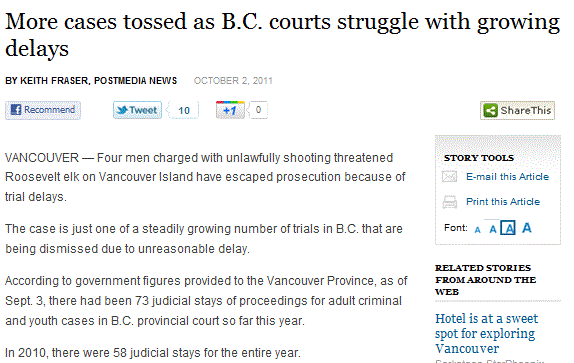 More cases tossed as B.C. courts struggle with growing
delays
BY KEITH FRASER, POSTMEDIA NEWS OCTOBER 2, 2011
Recommend Tweet 10 +1 0 ShareThis
VANCOUVER — Four men charged with unlawfully shooting threatened
Roosevelt elk on Vancouver Island have escaped prosecution because of
trial delays.
The case is just one of a steadily growing number of trials in B.C. that are
being dismissed due to unreasonable delay.
According to government figures provided to the Vancouver Province, as of
Sept. 3, there had been 73 judicial stays of proceedings for adult criminal
and youth cases in B.C. provincial court so far this year.
In 2010, there were 58 judicial stays for the entire year.
STORY TOOLS
E-mail this Article
Print this Article
Font: A A A A
RELATED STORIES
FROM AROUND THE
WEB
Hotel is at a sweet
spot for exploring
Vancouver